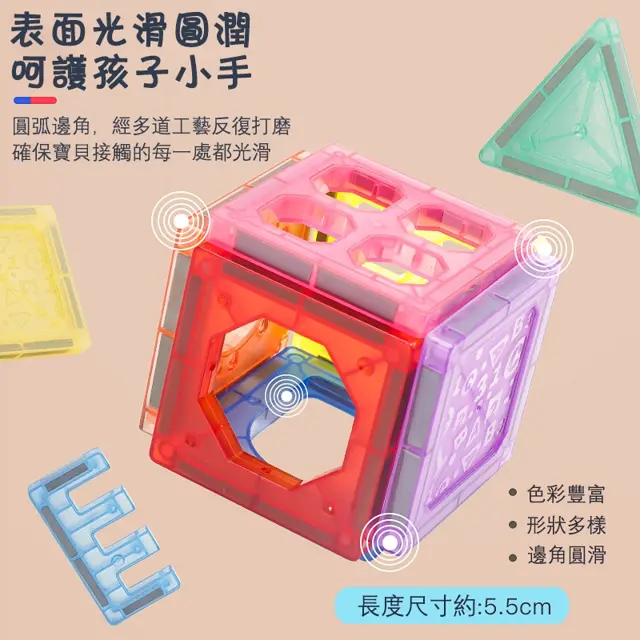 表面光滑圓潤
呵護孩子小手
圓弧邊角，經多道工藝反復打磨
確保寶貝接觸的每一處都光滑
色彩豐富
形狀多樣
邊角圓滑
長度尺寸約:5.5cm